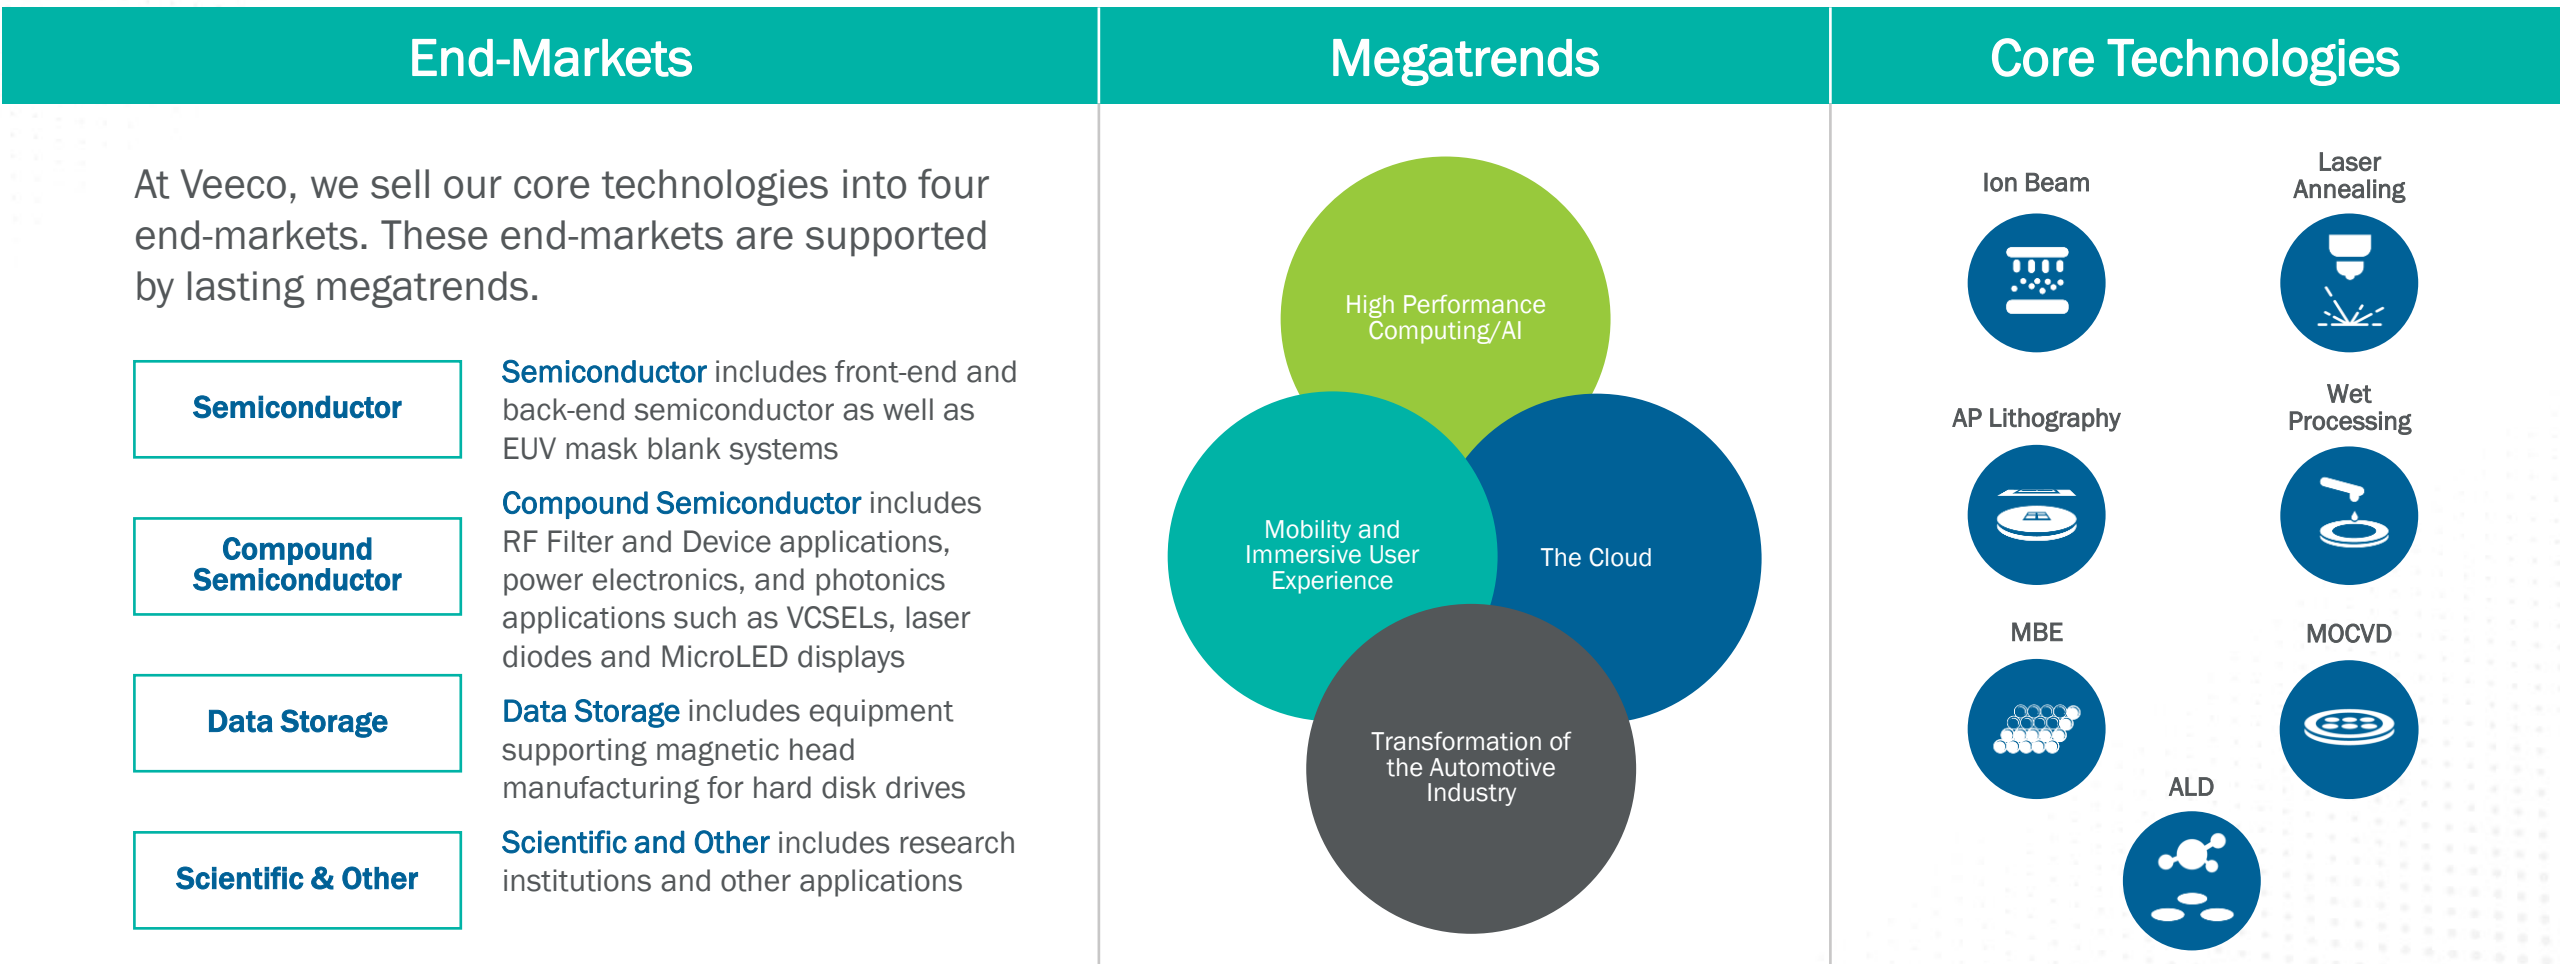 End-Markets
At Veeco, we sell our core technologies into four
end-markets. These end-markets are supported
by lasting megatrends.
Semiconductor
Semiconductor includes front-end and
back-end semiconductor as well as
EUV mask blank systems
Compound
Semiconductor
Compound Semiconductor includes
RF Filter and Device applications,
power electronics, and photonics
applications such as VCSELs, laser
diodes and MicroLED displays
Data Storage
Data Storage includes equipment
supporting magnetic head
manufacturing for hard disk drives
Scientific & Other
Scientific and Other includes research
institutions and other applications
Megatrends
High Performance
Computing/AI
Mobility and
Immersive User
Experience
The Cloud
Transformation of
the Automotive
Industry
Core Technologies
Ion Beam
Laser
Annealing
AP Lithography
Wet
Processing
MBE
MOCVD
ALD